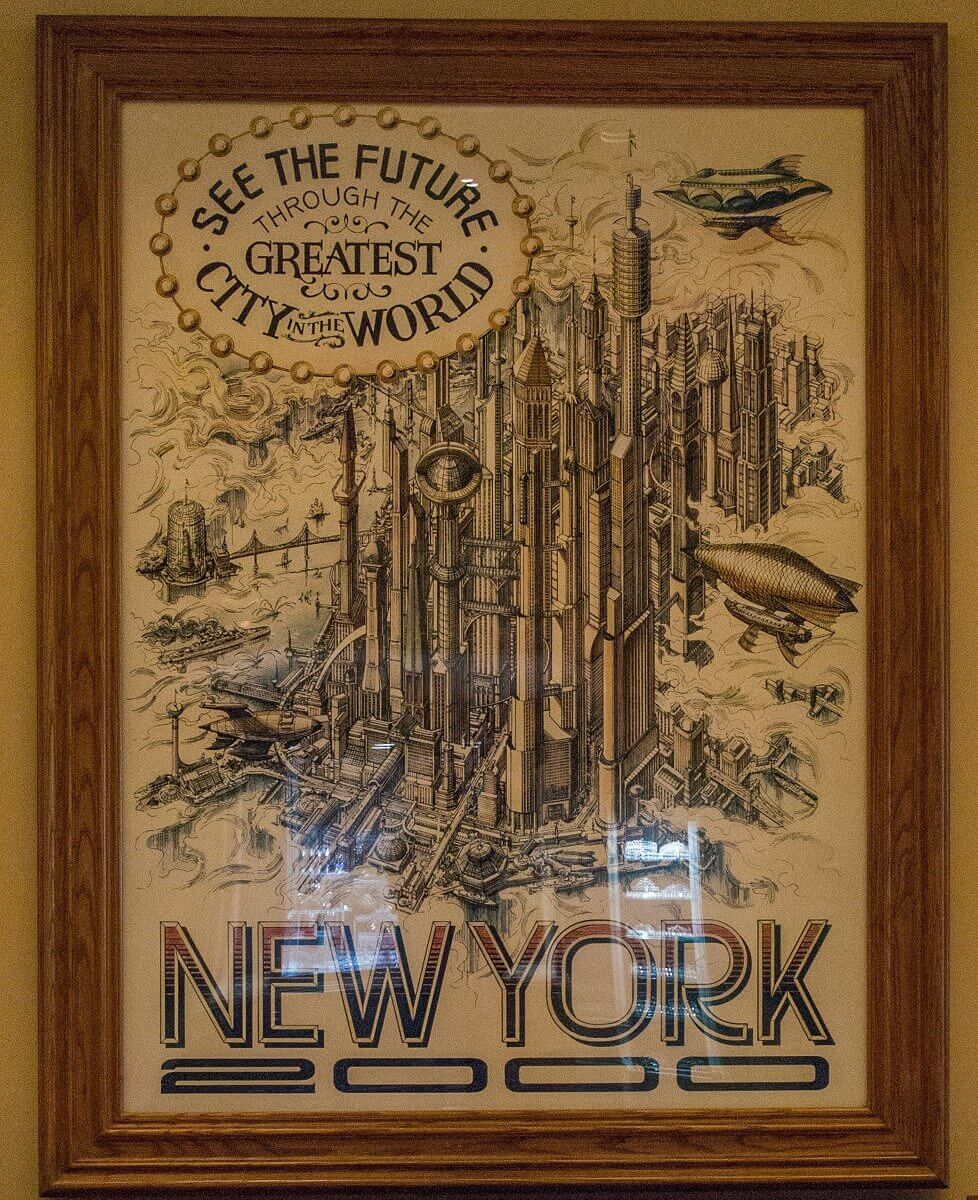 · SEE THE FUTURE ·
THROUGH THE
GREATEST
CITY IN THE WORLD
NEW YORK
2000